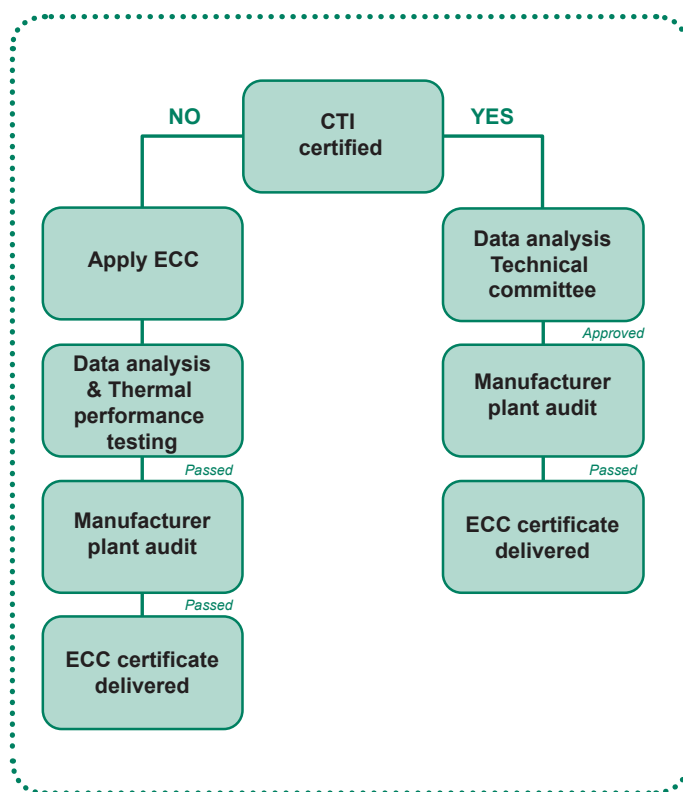 CTI
certified
NO
YES
Apply ECC
Data analysis
& Thermal
performance
testing
Passed
Manufacturer
plant audit
Passed
ECC certificate
delivered
Data analysis
Technical
committee
Approved
Manufacturer
plant audit
Passed
ECC certificate
delivered